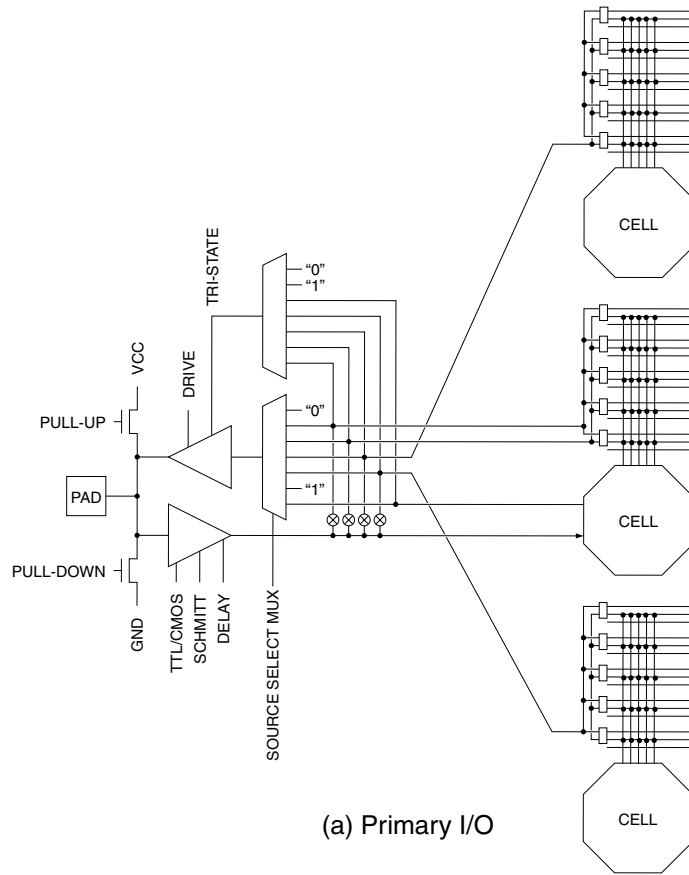 CELL
TRI-STATE
“0”
“1”
VCC
DRIVE
PULL-UP
“0”
CELL
PAD
“1”
PULL-DOWN
GND
TTL/CMOS
SCHMITT
DELAY
SOURCE SELECT MUX
(a) Primary I/O
CELL